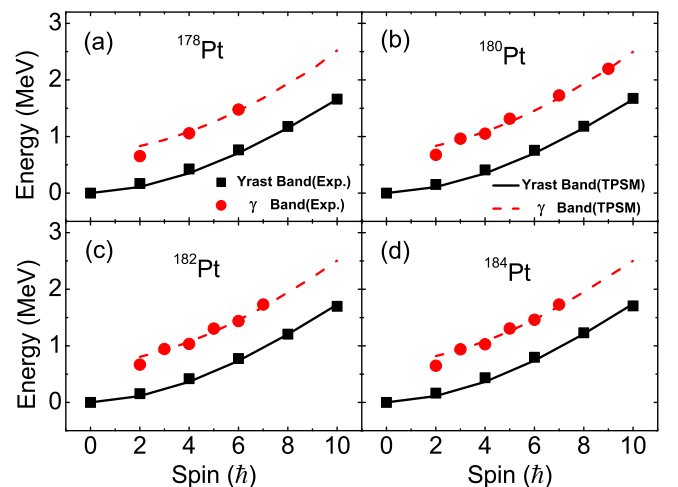 (a) ¹⁷⁸Pt
(b) ¹⁸⁰Pt
3
2
1
0
Energy (MeV)
Yrast Band(Exp.)
γ Band(Exp.)
Yrast Band(TPSM)
γ Band(TPSM)
(c) ¹⁸²Pt
(d) ¹⁸⁴Pt
3
2
1
0
Energy (MeV)
0 2 4 6 8 10
0 2 4 6 8 10
Spin (ℏ)
Spin (ℏ)